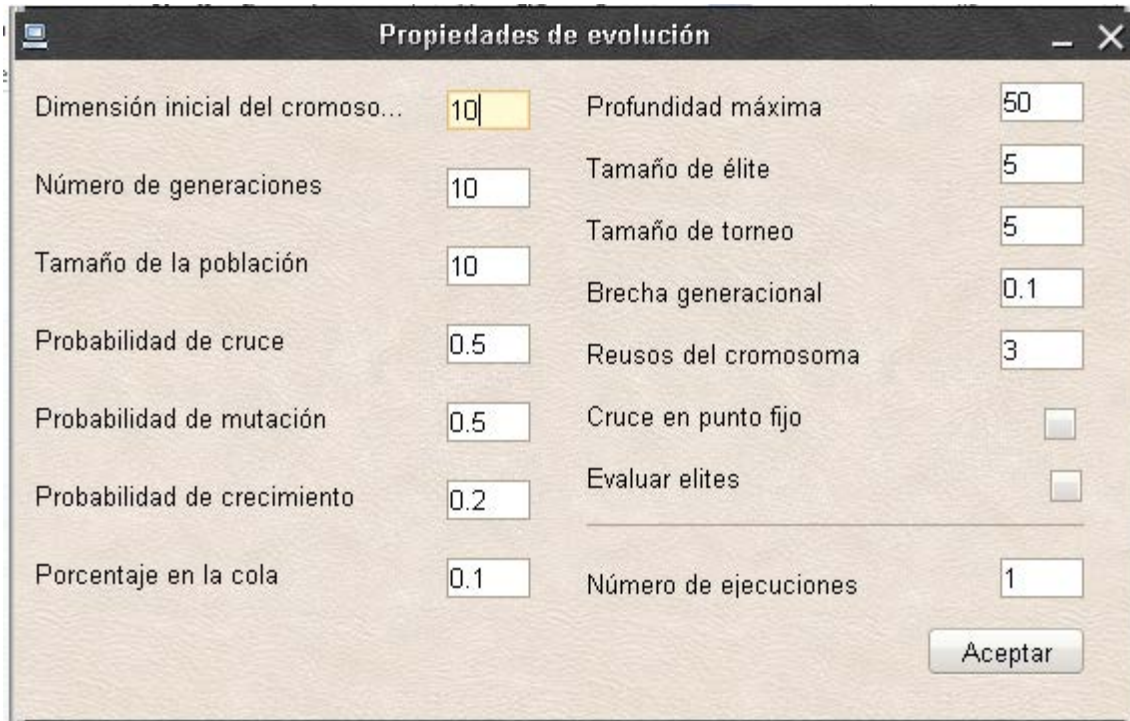 Propiedades de evolución
Dimensión inicial del cromoso... 10
Número de generaciones 10
Tamaño de la población 10
Probabilidad de cruce 0.5
Probabilidad de mutación 0.5
Probabilidad de crecimiento 0.2
Porcentaje en la cola 0.1
Profundidad máxima 50
Tamaño de élite 5
Tamaño de torneo 5
Brecha generacional 0.1
Reusos del cromosoma 3
Cruce en punto fijo
Evaluar elites
Número de ejecuciones 1
Aceptar